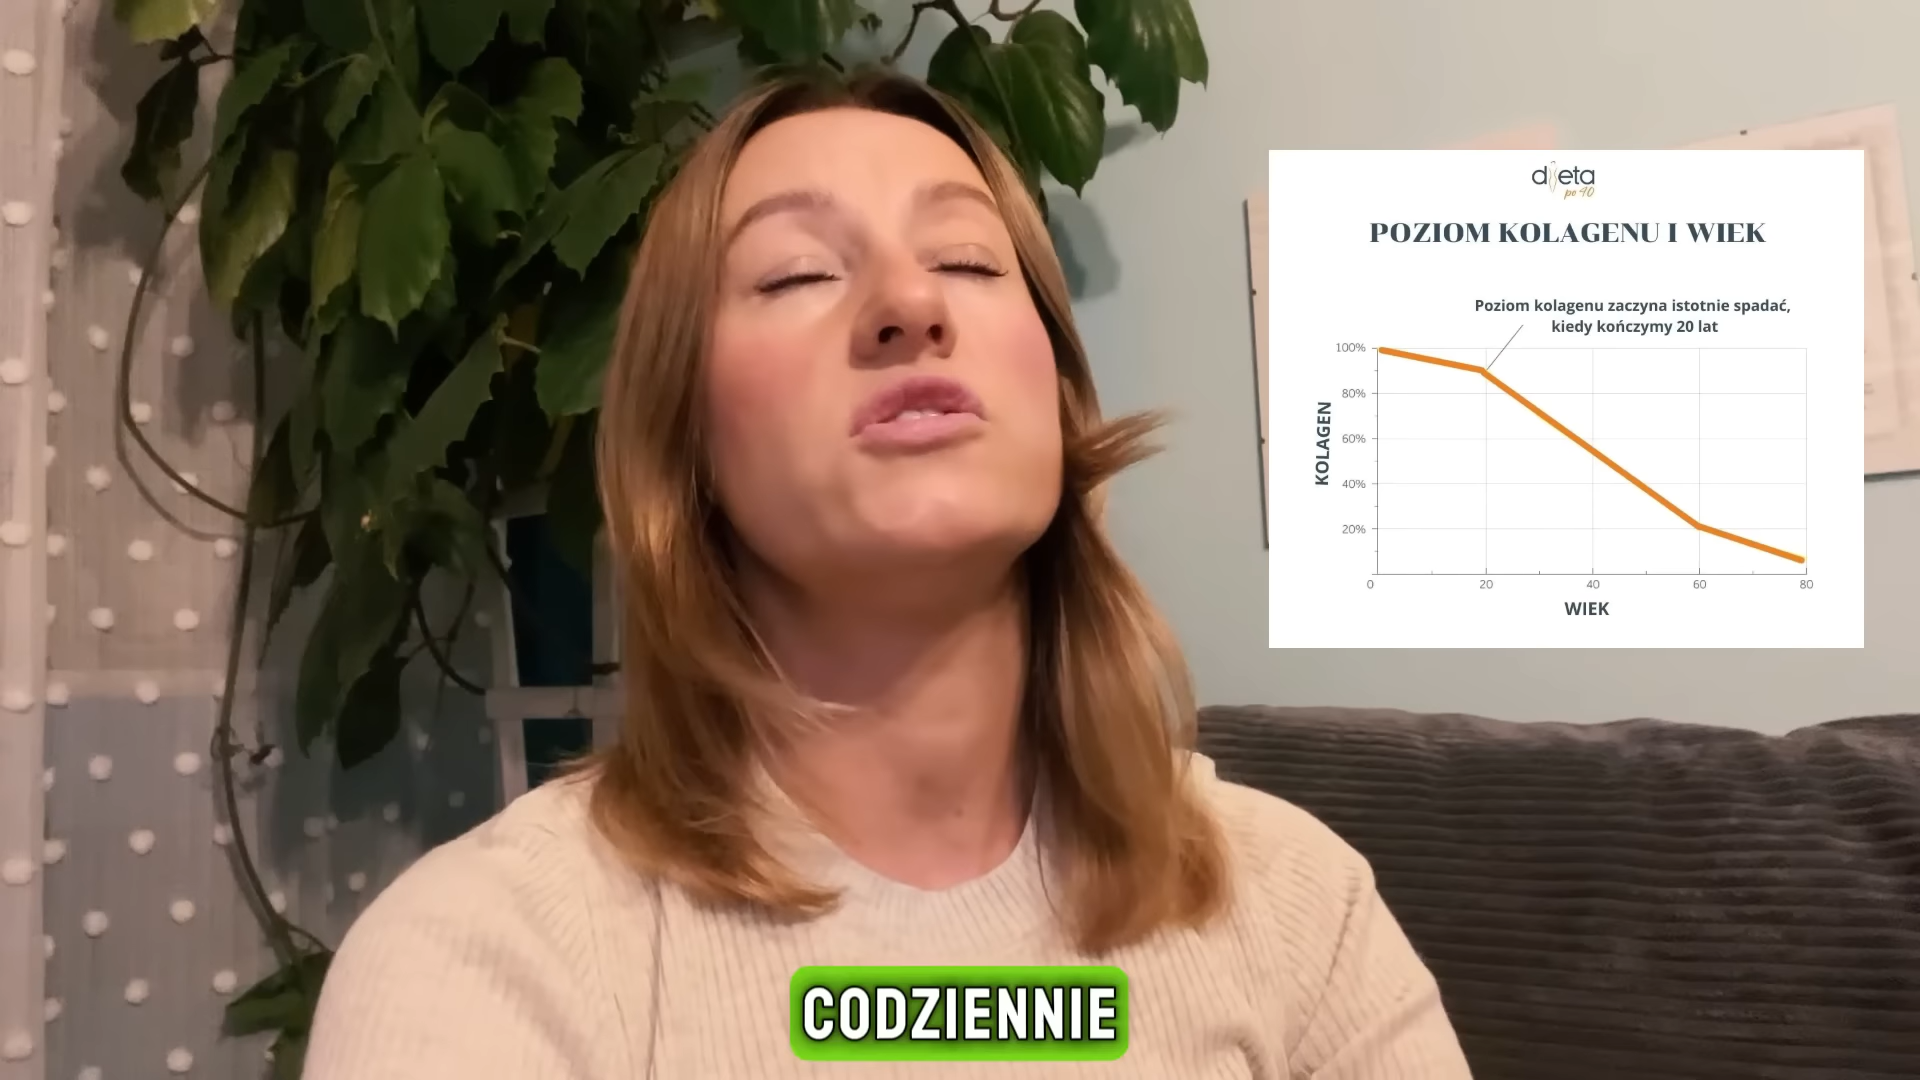 dieta
po 40
POZIOM KOLAGENU I WIEK
Poziom kolagenu zaczyna istotnie spadać,
kiedy kończymy 20 lat
100%
80%
60%
40%
20%
KOLAGEN
0 20 40 60 80
WIEK
CODZIENNIE